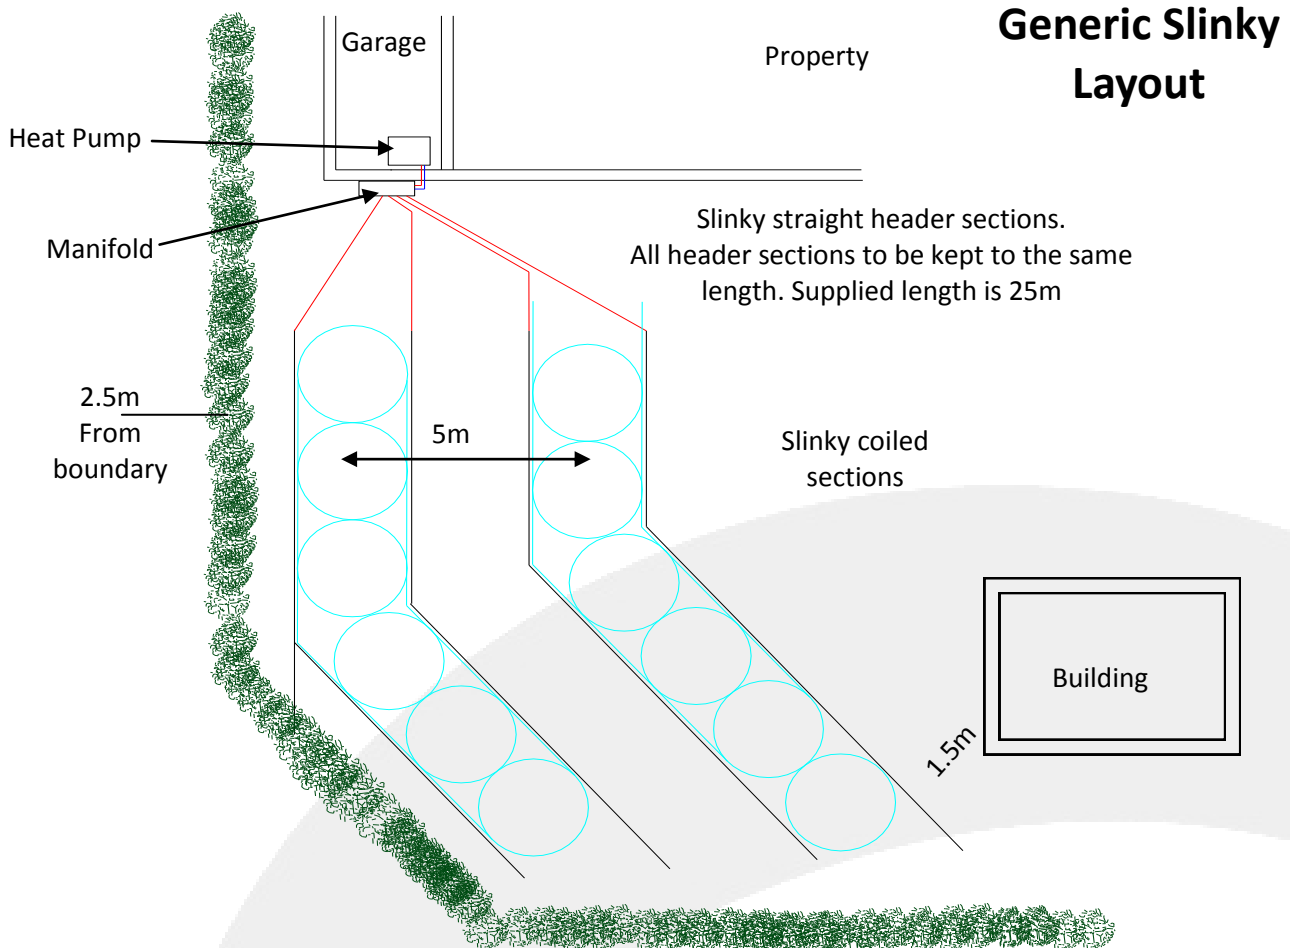 Generic Slinky
Layout
Garage
Property
Heat Pump
Manifold
Slinky straight header sections.
All header sections to be kept to the same
length. Supplied length is 25m
2.5m
From
boundary
5m
Slinky coiled
sections
Building
1.5m